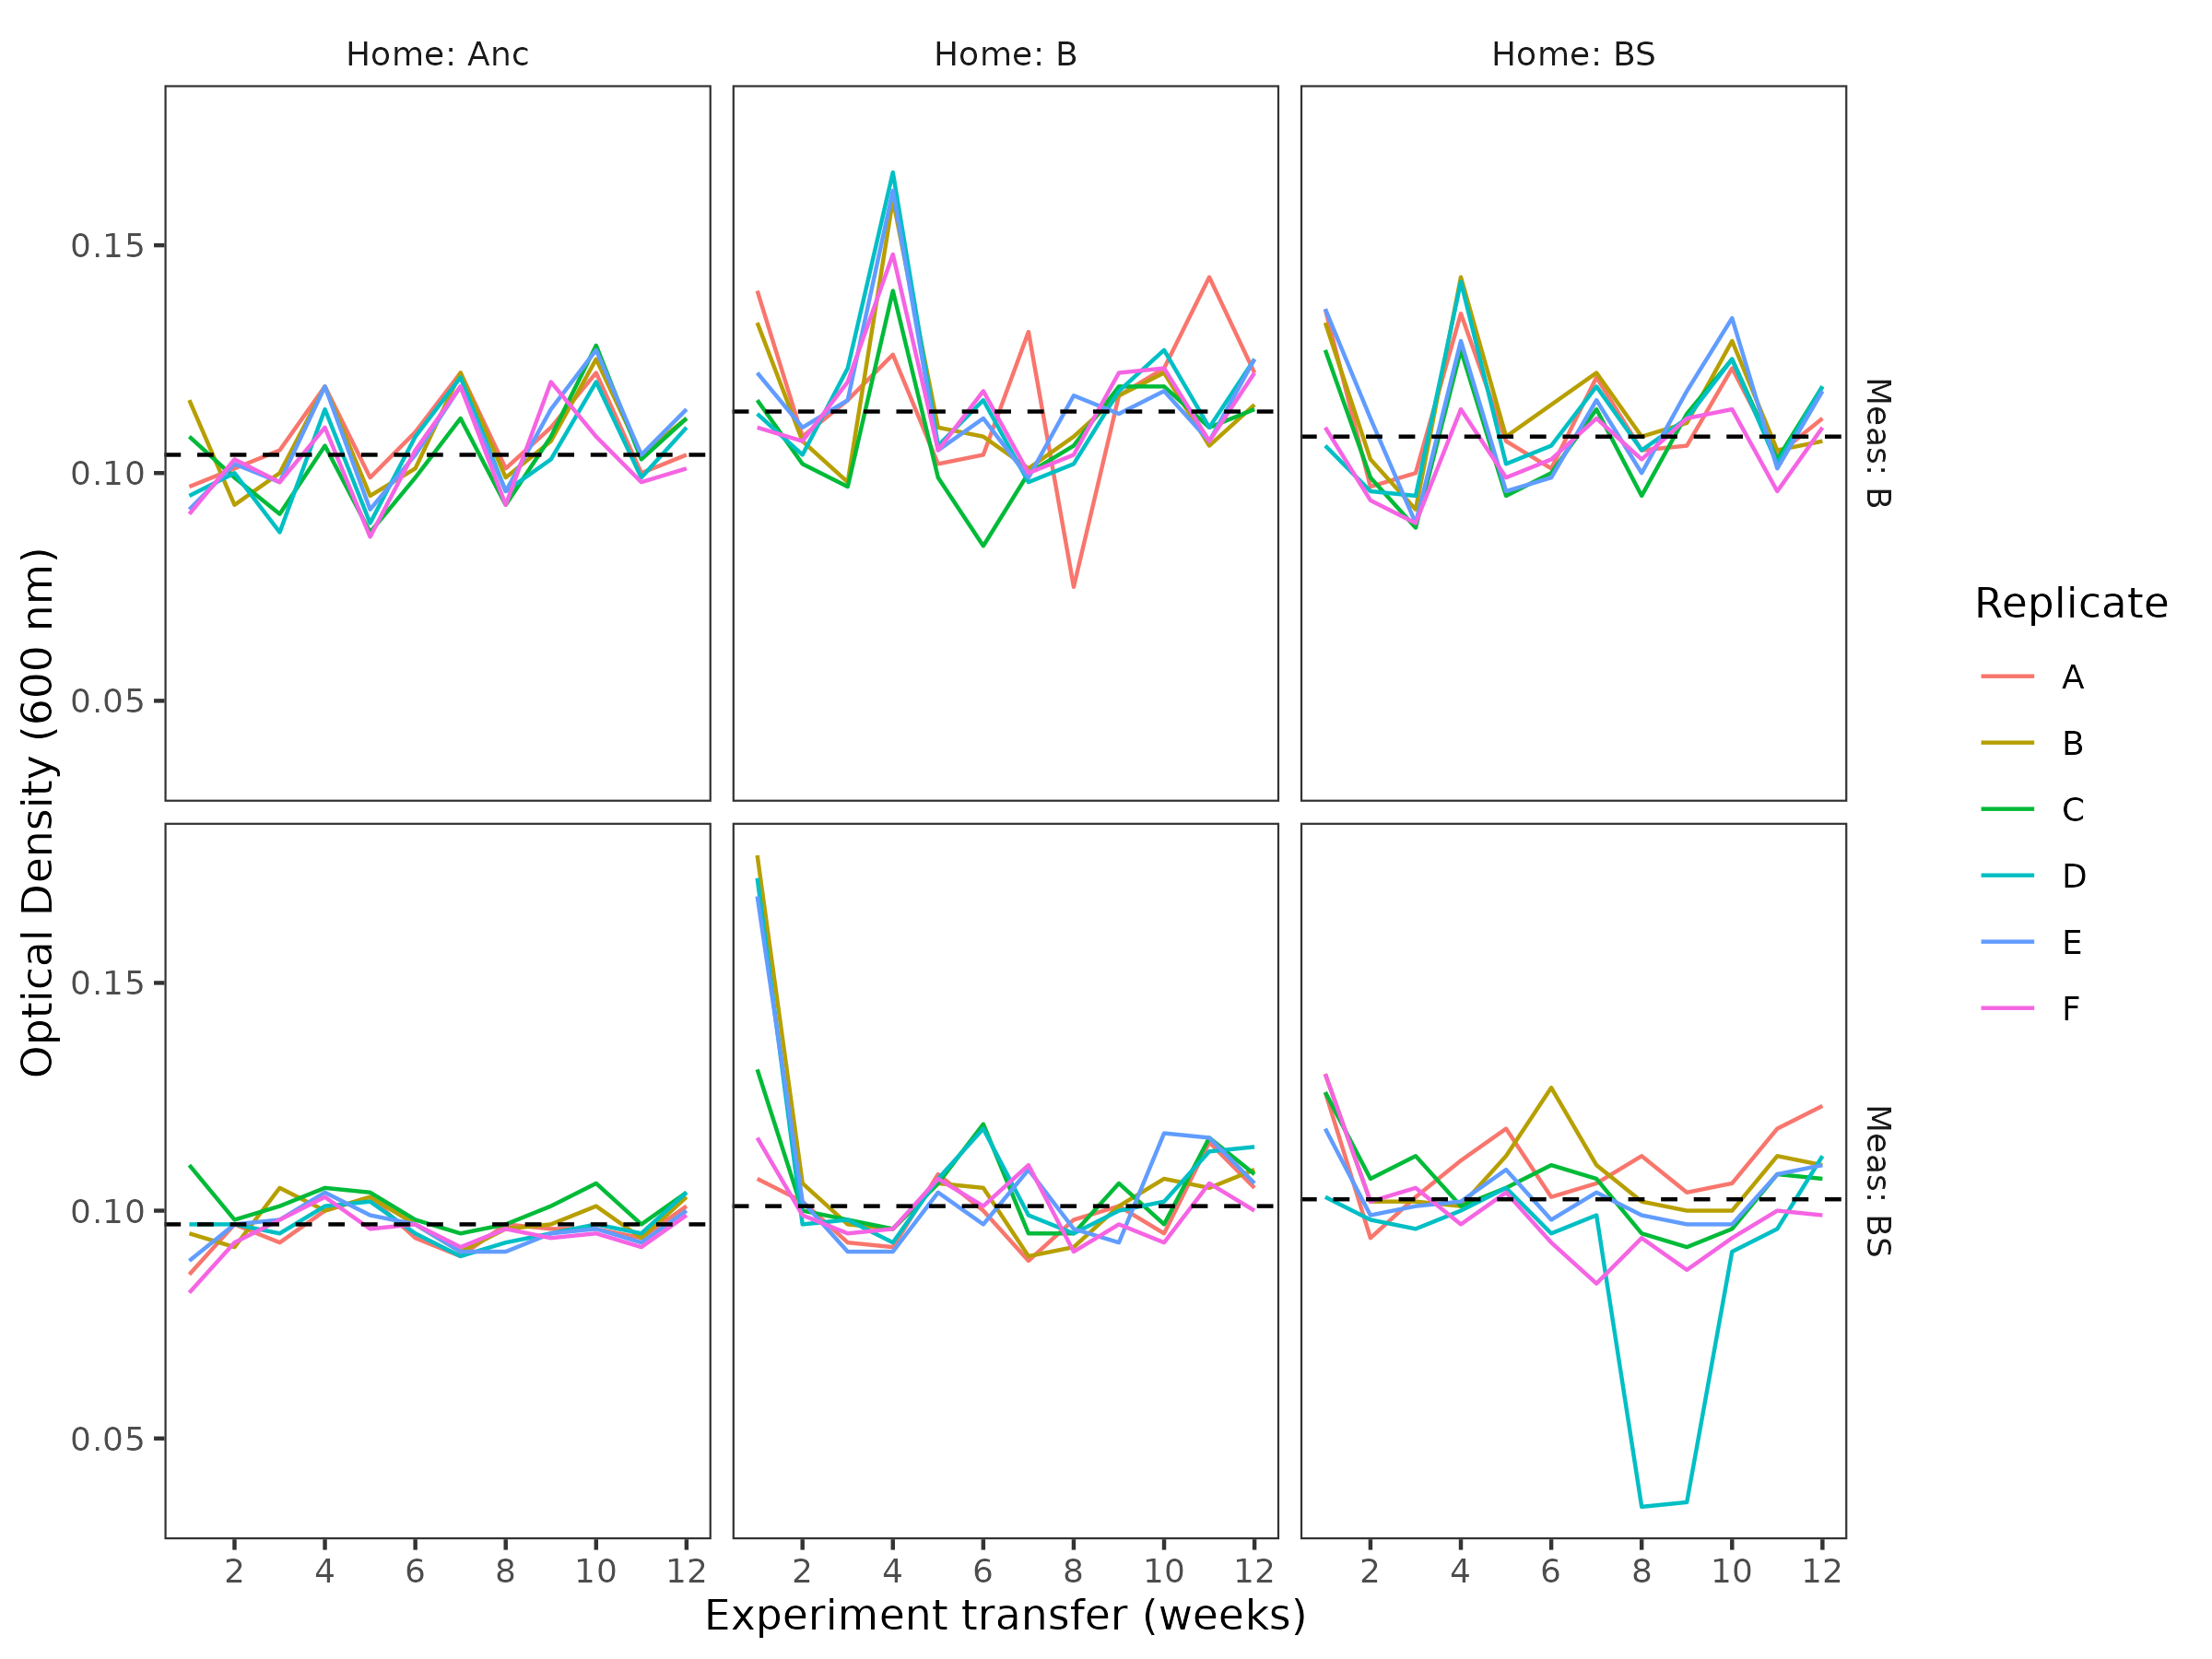 Home: Anc
Home: B
Home: BS
0.15
0.10
0.05
Meas: B
0.15
0.10
0.05
Meas: BS
2 4 6 8 10 12
2 4 6 8 10 12
2 4 6 8 10 12
Experiment transfer (weeks)
Optical Density (600 nm)
Replicate
A
B
C
D
E
F